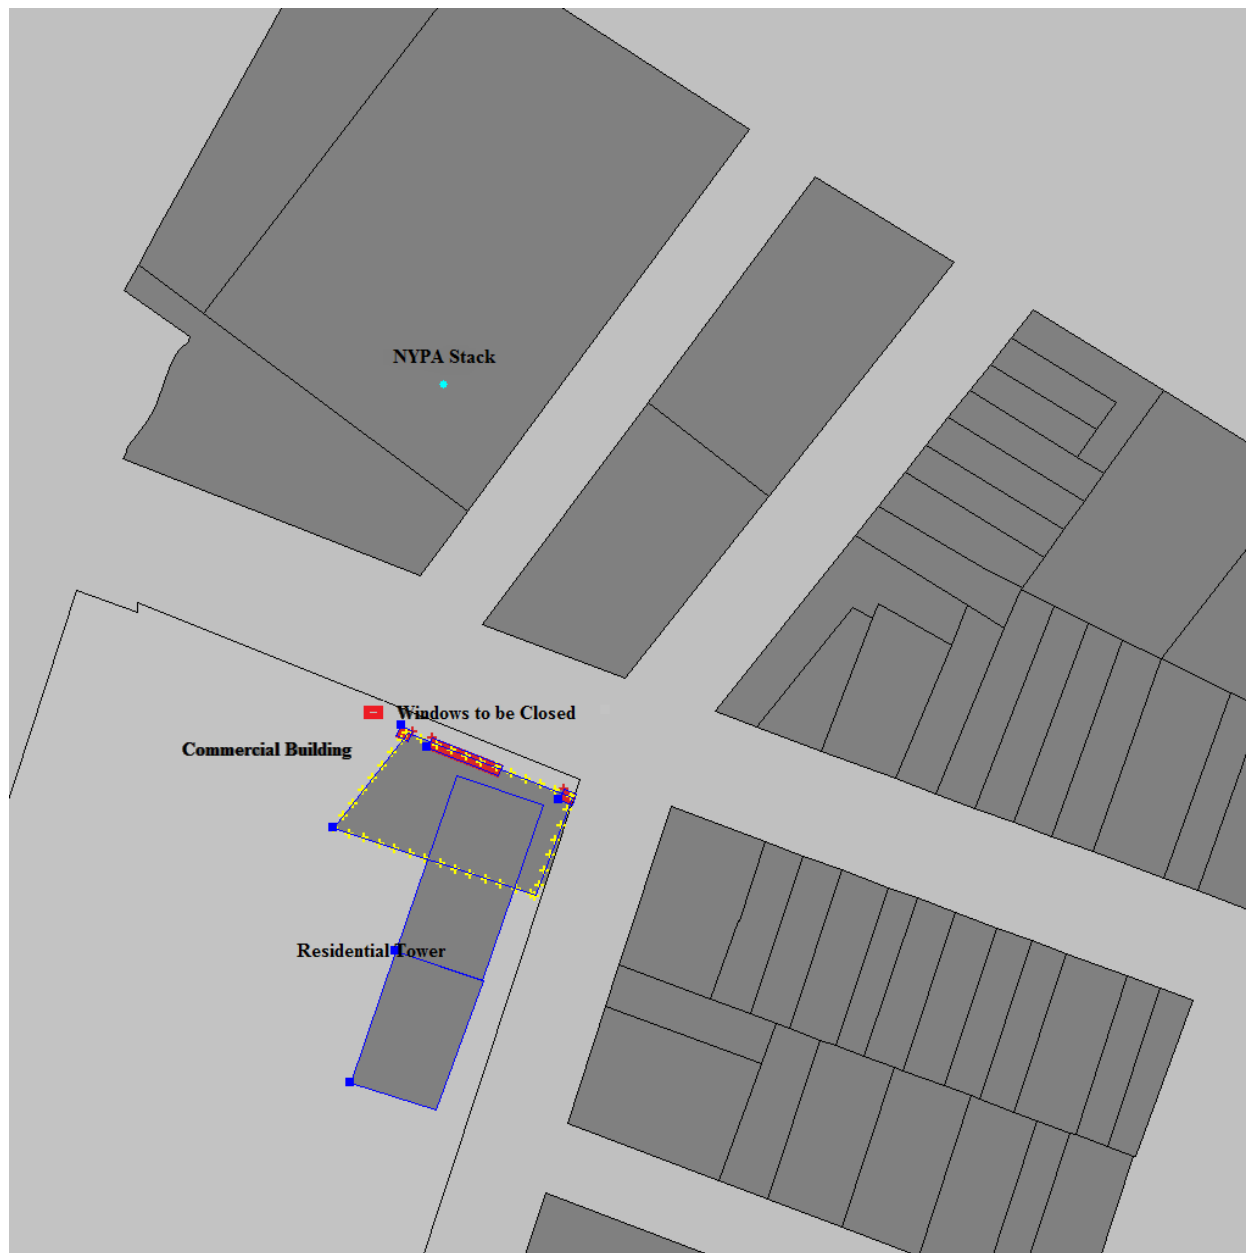 NYPA Stack
Windows to be Closed
Commercial Building
Residential Tower